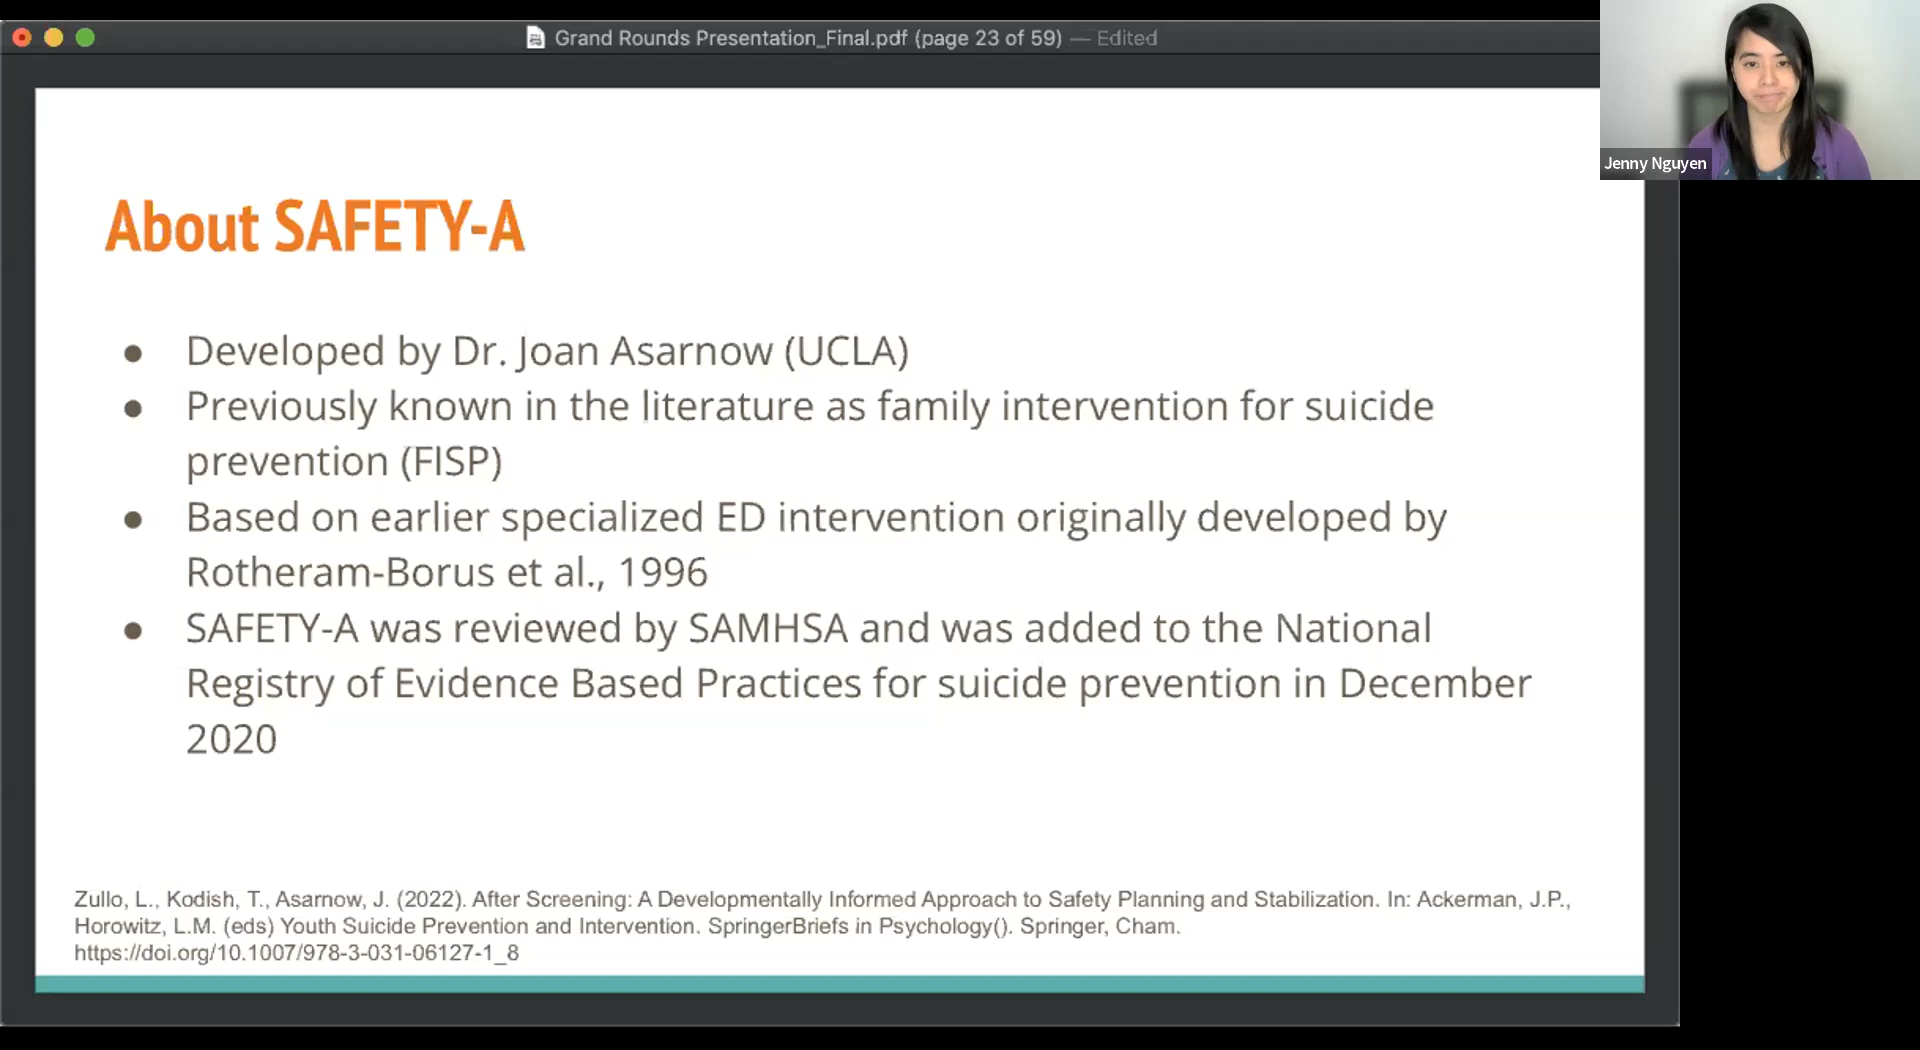 Grand Rounds Presentation_Final.pdf (page 23 of 59) — Edited
Jenny Nguyen
About SAFETY-A
● Developed by Dr. Joan Asarnow (UCLA)
● Previously known in the literature as family intervention for suicide
prevention (FISP)
● Based on earlier specialized ED intervention originally developed by
Rotheram-Borus et al., 1996
● SAFETY-A was reviewed by SAMHSA and was added to the National
Registry of Evidence Based Practices for suicide prevention in December
2020
Zullo, L., Kodish, T., Asarnow, J. (2022). After Screening: A Developmentally Informed Approach to Safety Planning and Stabilization. In: Ackerman, J.P.,
Horowitz, L.M. (eds) Youth Suicide Prevention and Intervention. SpringerBriefs in Psychology(). Springer, Cham.
https://doi.org/10.1007/978-3-031-06127-1_8